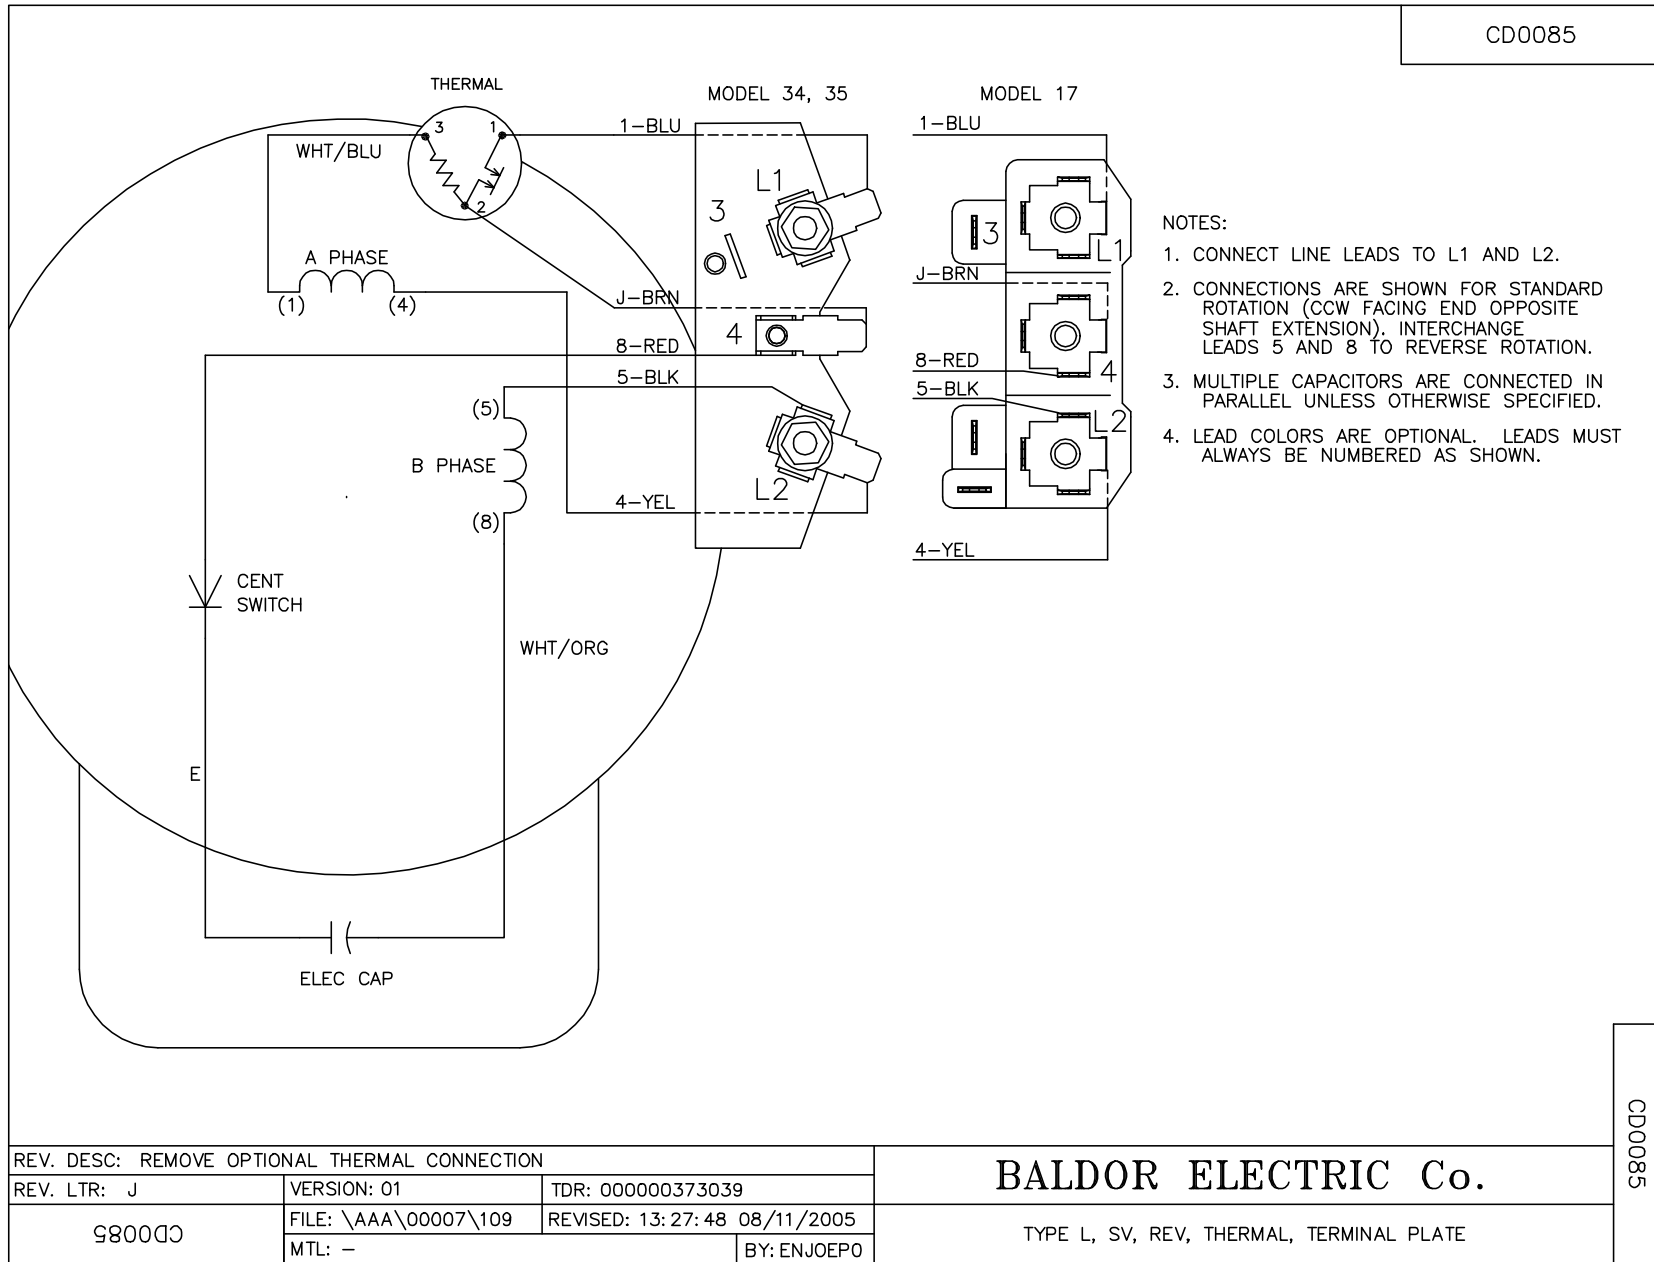 CD0085
THERMAL
MODEL 34, 35
MODEL 17
3
1
2
WHT/BLU
1-BLU
1-BLU
L1
3
3
L1
A PHASE
(1)
(4)
J-BRN
J-BRN
4
8-RED
8-RED
4
5-BLK
5-BLK
(5)
B PHASE
(8)
L2
L2
4-YEL
4-YEL
NOTES:
1. CONNECT LINE LEADS TO L1 AND L2.
2. CONNECTIONS ARE SHOWN FOR STANDARD
ROTATION (CCW FACING END OPPOSITE
SHAFT EXTENSION). INTERCHANGE
LEADS 5 AND 8 TO REVERSE ROTATION.
3. MULTIPLE CAPACITORS ARE CONNECTED IN
PARALLEL UNLESS OTHERWISE SPECIFIED.
4. LEAD COLORS ARE OPTIONAL. LEADS MUST
ALWAYS BE NUMBERED AS SHOWN.
CENT
SWITCH
WHT/ORG
E
ELEC CAP
CD0085
REV. DESC: REMOVE OPTIONAL THERMAL CONNECTION
REV. LTR: J
VERSION: 01
TDR: 000000373039
CD0085
FILE: \AAA\00007\109
REVISED: 13:27:48 08/11/2005
MTL: -
BY: ENJOEPO
BALDOR ELECTRIC Co.
TYPE L, SV, REV, THERMAL, TERMINAL PLATE